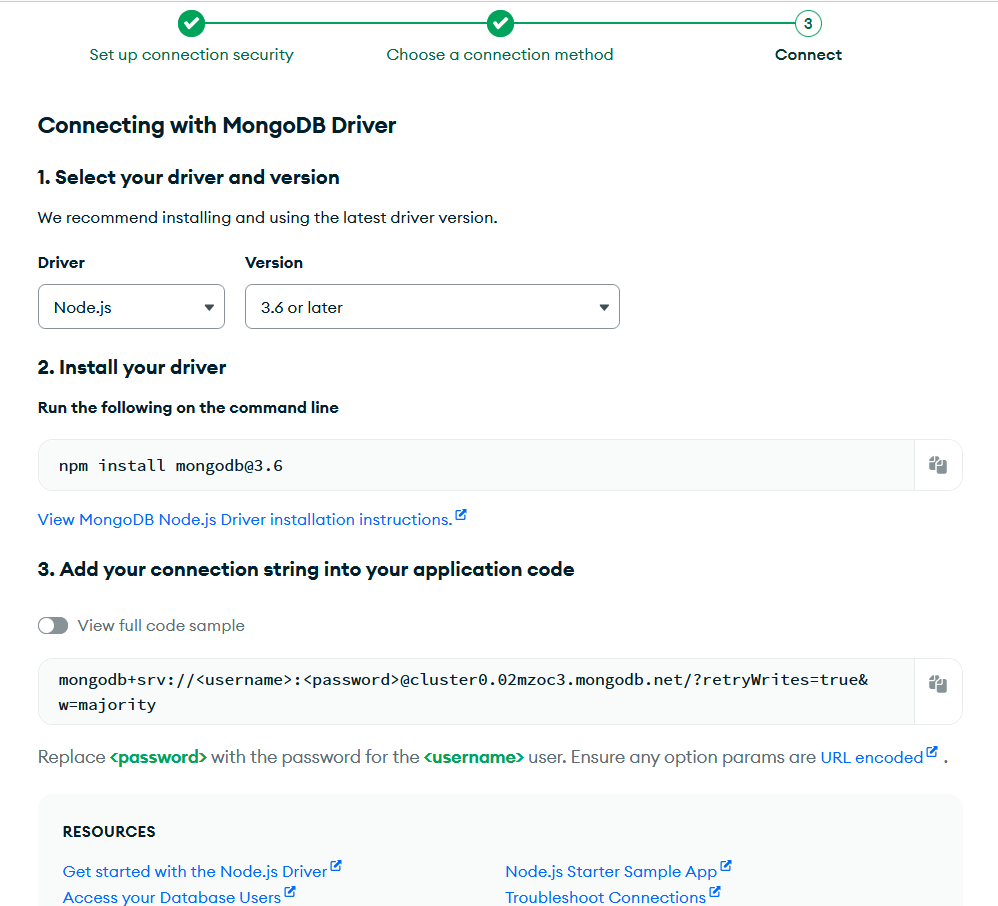 3
Set up connection security
Choose a connection method
Connect
Connecting with MongoDB Driver
1. Select your driver and version
We recommend installing and using the latest driver version.
Driver
Version
Node.js
3.6 or later
2. Install your driver
Run the following on the command line
npm install mongodb@3.6
View MongoDB Node.js Driver installation instructions.
3. Add your connection string into your application code
View full code sample
mongodb+srv://<username>:<password>@cluster0.02mzoc3.mongodb.net/?retryWrites=true&
w=majority
Replace <password> with the password for the <username> user. Ensure any option params are URL encoded .
RESOURCES
Get started with the Node.js Driver
Node.js Starter Sample App
Access your Database Users
Troubleshoot Connections